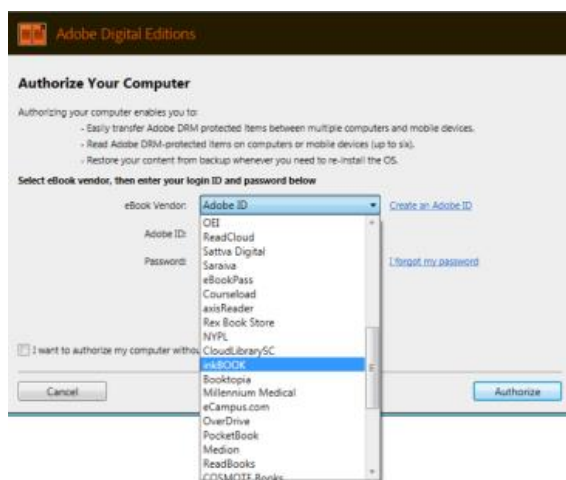 Adobe Digital Editions
Authorize Your Computer
Authorizing your computer enables you to:
- Easily transfer Adobe DRM protected items between multiple computers and mobile devices.
- Read Adobe DRM-protected items on computers or mobile devices (up to six).
- Restore your content from backup whenever you need to re-install the OS.
Select eBook vendor, then enter your login ID and password below
eBook Vendor: Adobe ID Create an Adobe ID
OEI
Adobe ID: ReadCloud
Sattva Digital
Password: Saraiva I forgot my password
eBookPass
Courseload
axisReader
Rex Book Store
NYPL
I want to authorize my computer witho CloudLibrarySC
inkBOOK
Booktopia
Cancel Millennium Medical Authorize
eCampus.com
OverDrive
PocketBook
Medion
ReadBooks
COSMOTE Books